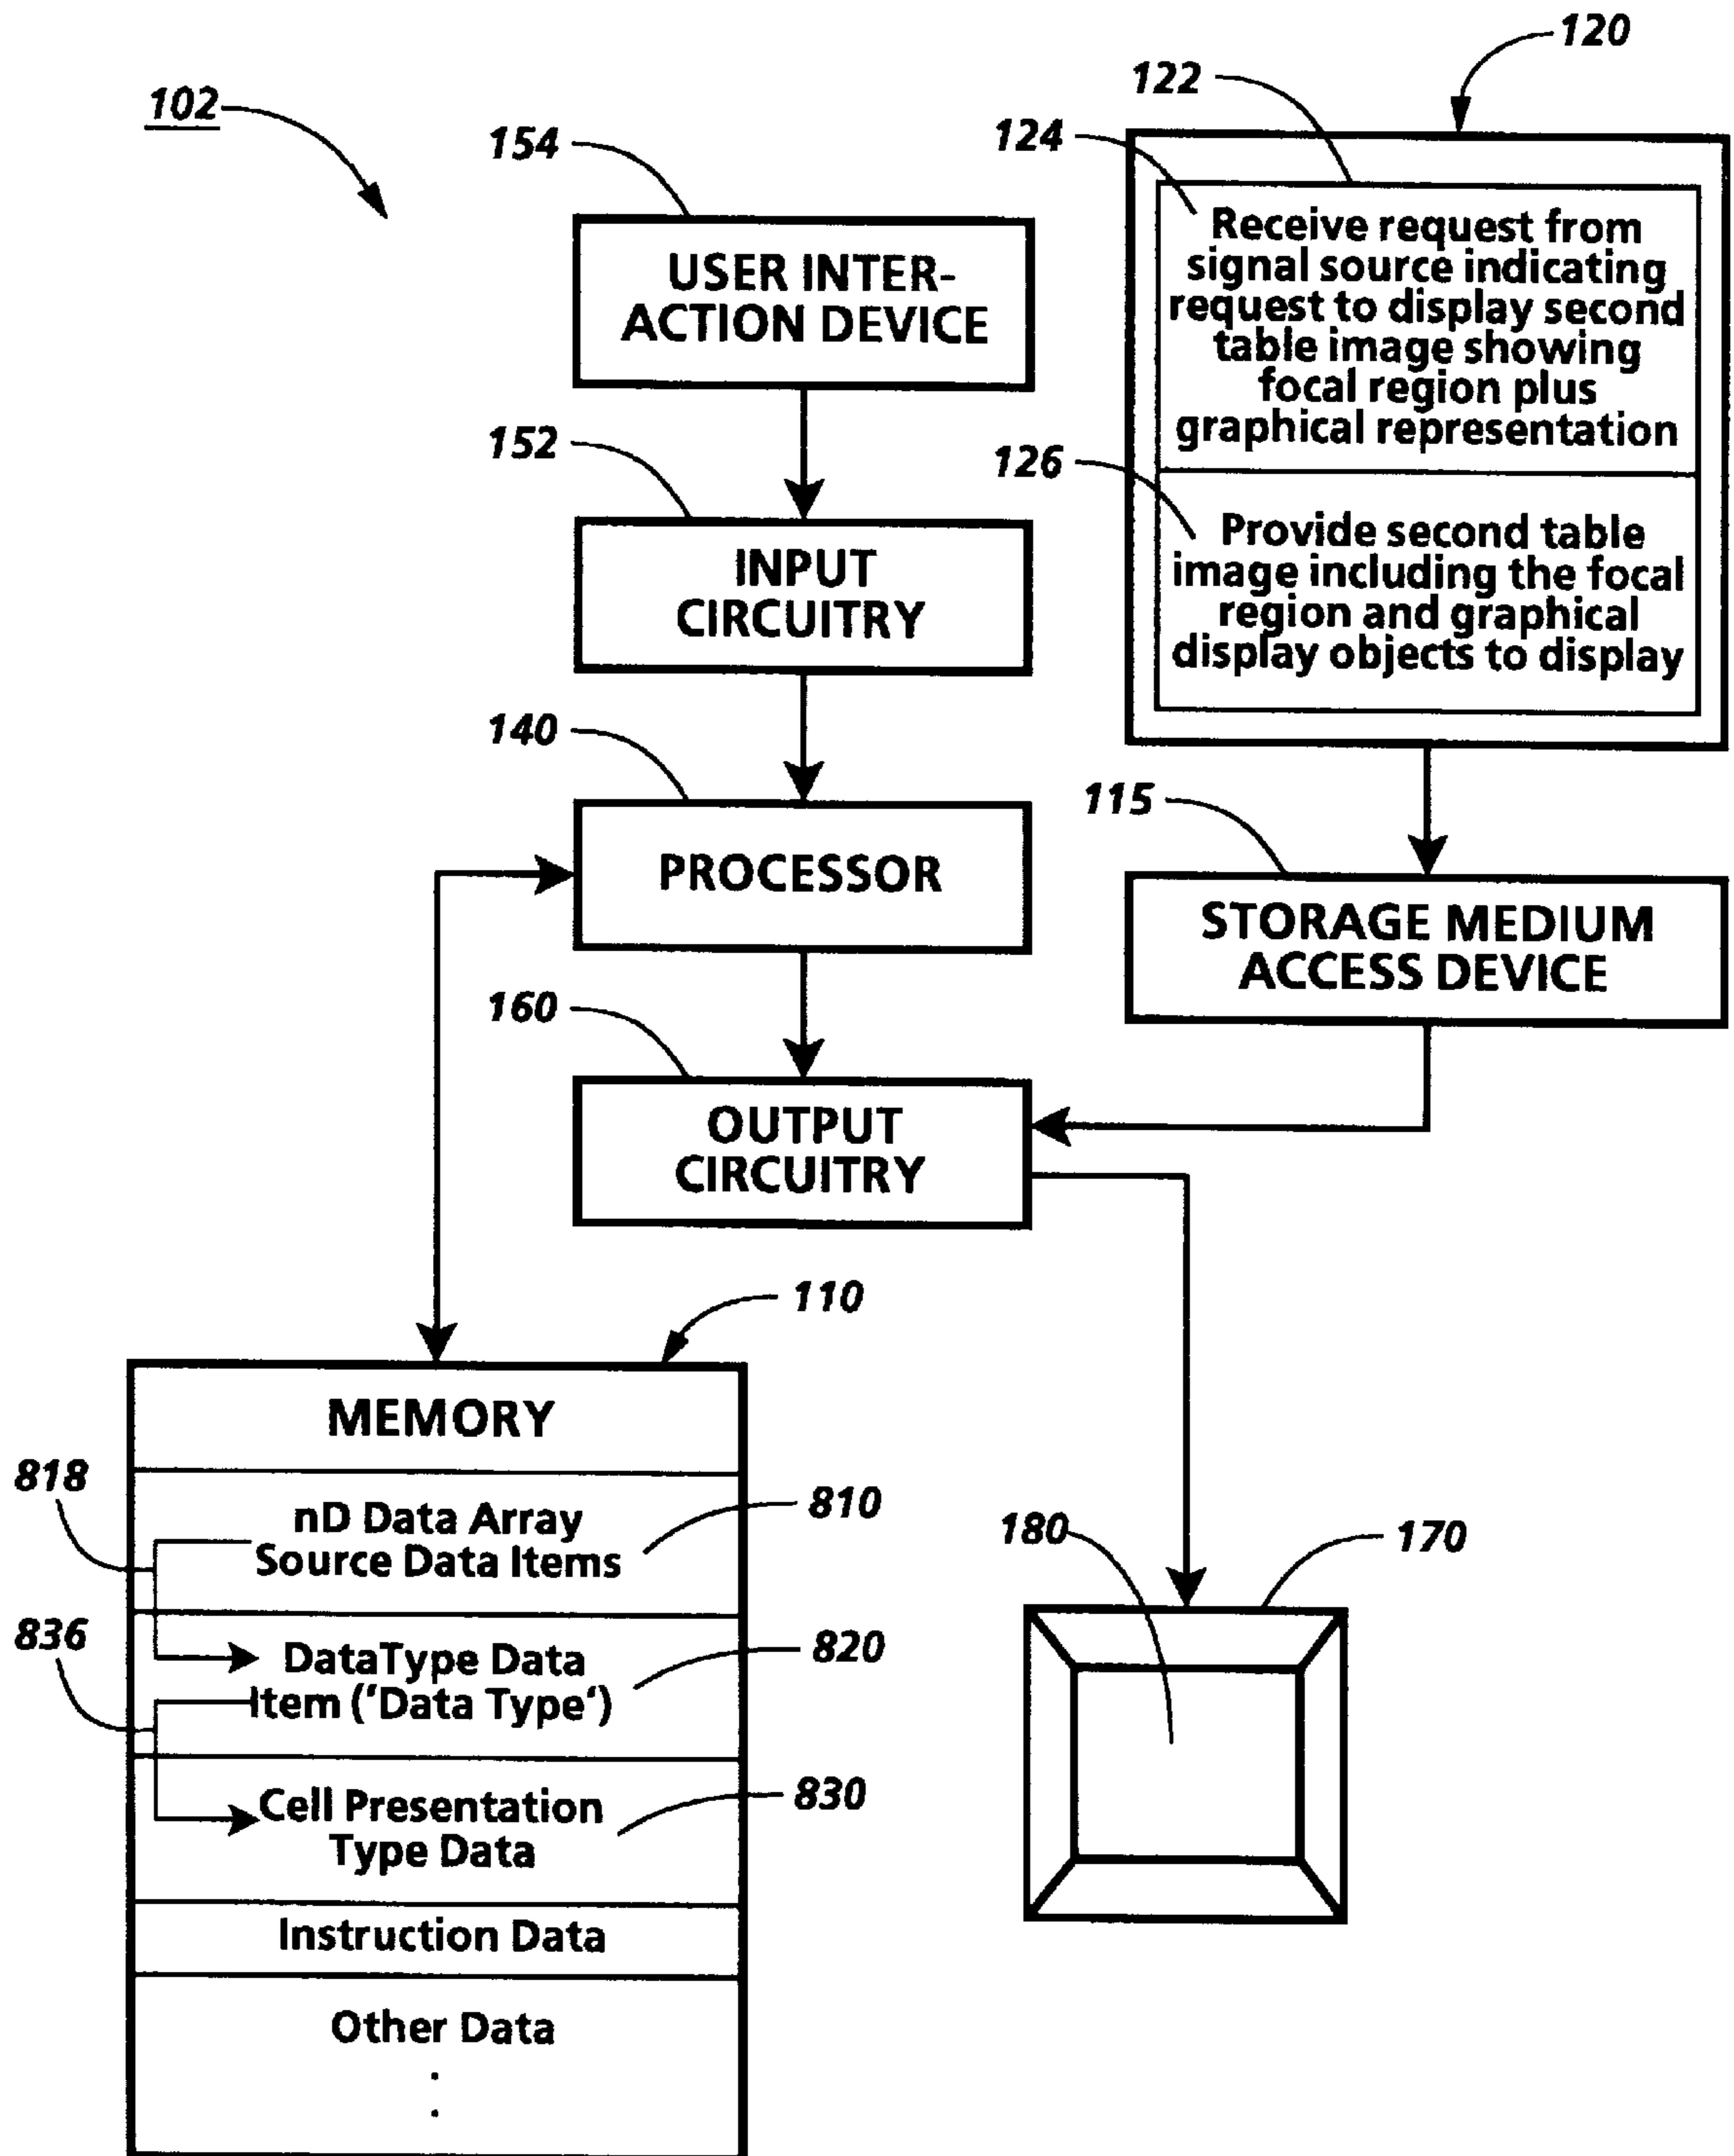 120
122
102
124
154
Receive request from
signal source indicating
request to display second
table image showing
focal region plus
graphical representation
USER INTER-
ACTION DEVICE
152
126
Provide second table
image including the focal
region and graphical
display objects to display
INPUT
CIRCUITRY
140
115
PROCESSOR
STORAGE MEDIUM
ACCESS DEVICE
160
OUTPUT
CIRCUITRY
110
MEMORY
818
nD Data Array
Source Data Items
810
180
170
836
DataType Data
Item ('Data Type')
820
Cell Presentation
Type Data
830
Instruction Data
Other Data